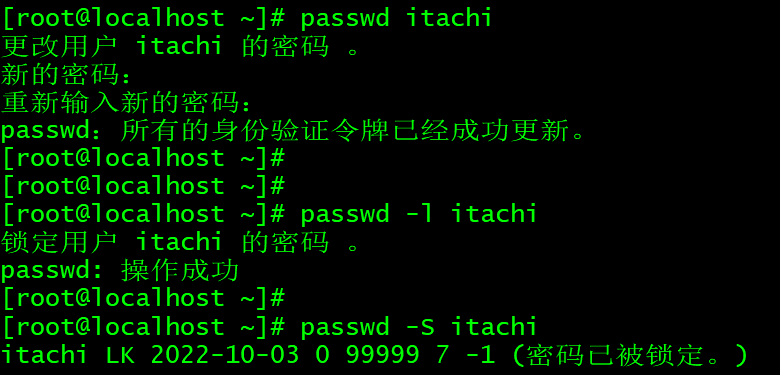 [root@localhost ~]# passwd itachi
更改用户 itachi 的密码 。
新的密码：
重新输入新的密码：
passwd：所有的身份验证令牌已经成功更新。
[root@localhost ~]#
[root@localhost ~]#
[root@localhost ~]# passwd -l itachi
锁定用户 itachi 的密码 。
passwd: 操作成功
[root@localhost ~]#
[root@localhost ~]# passwd -S itachi
itachi LK 2022-10-03 0 99999 7 -1 (密码已被锁定。)